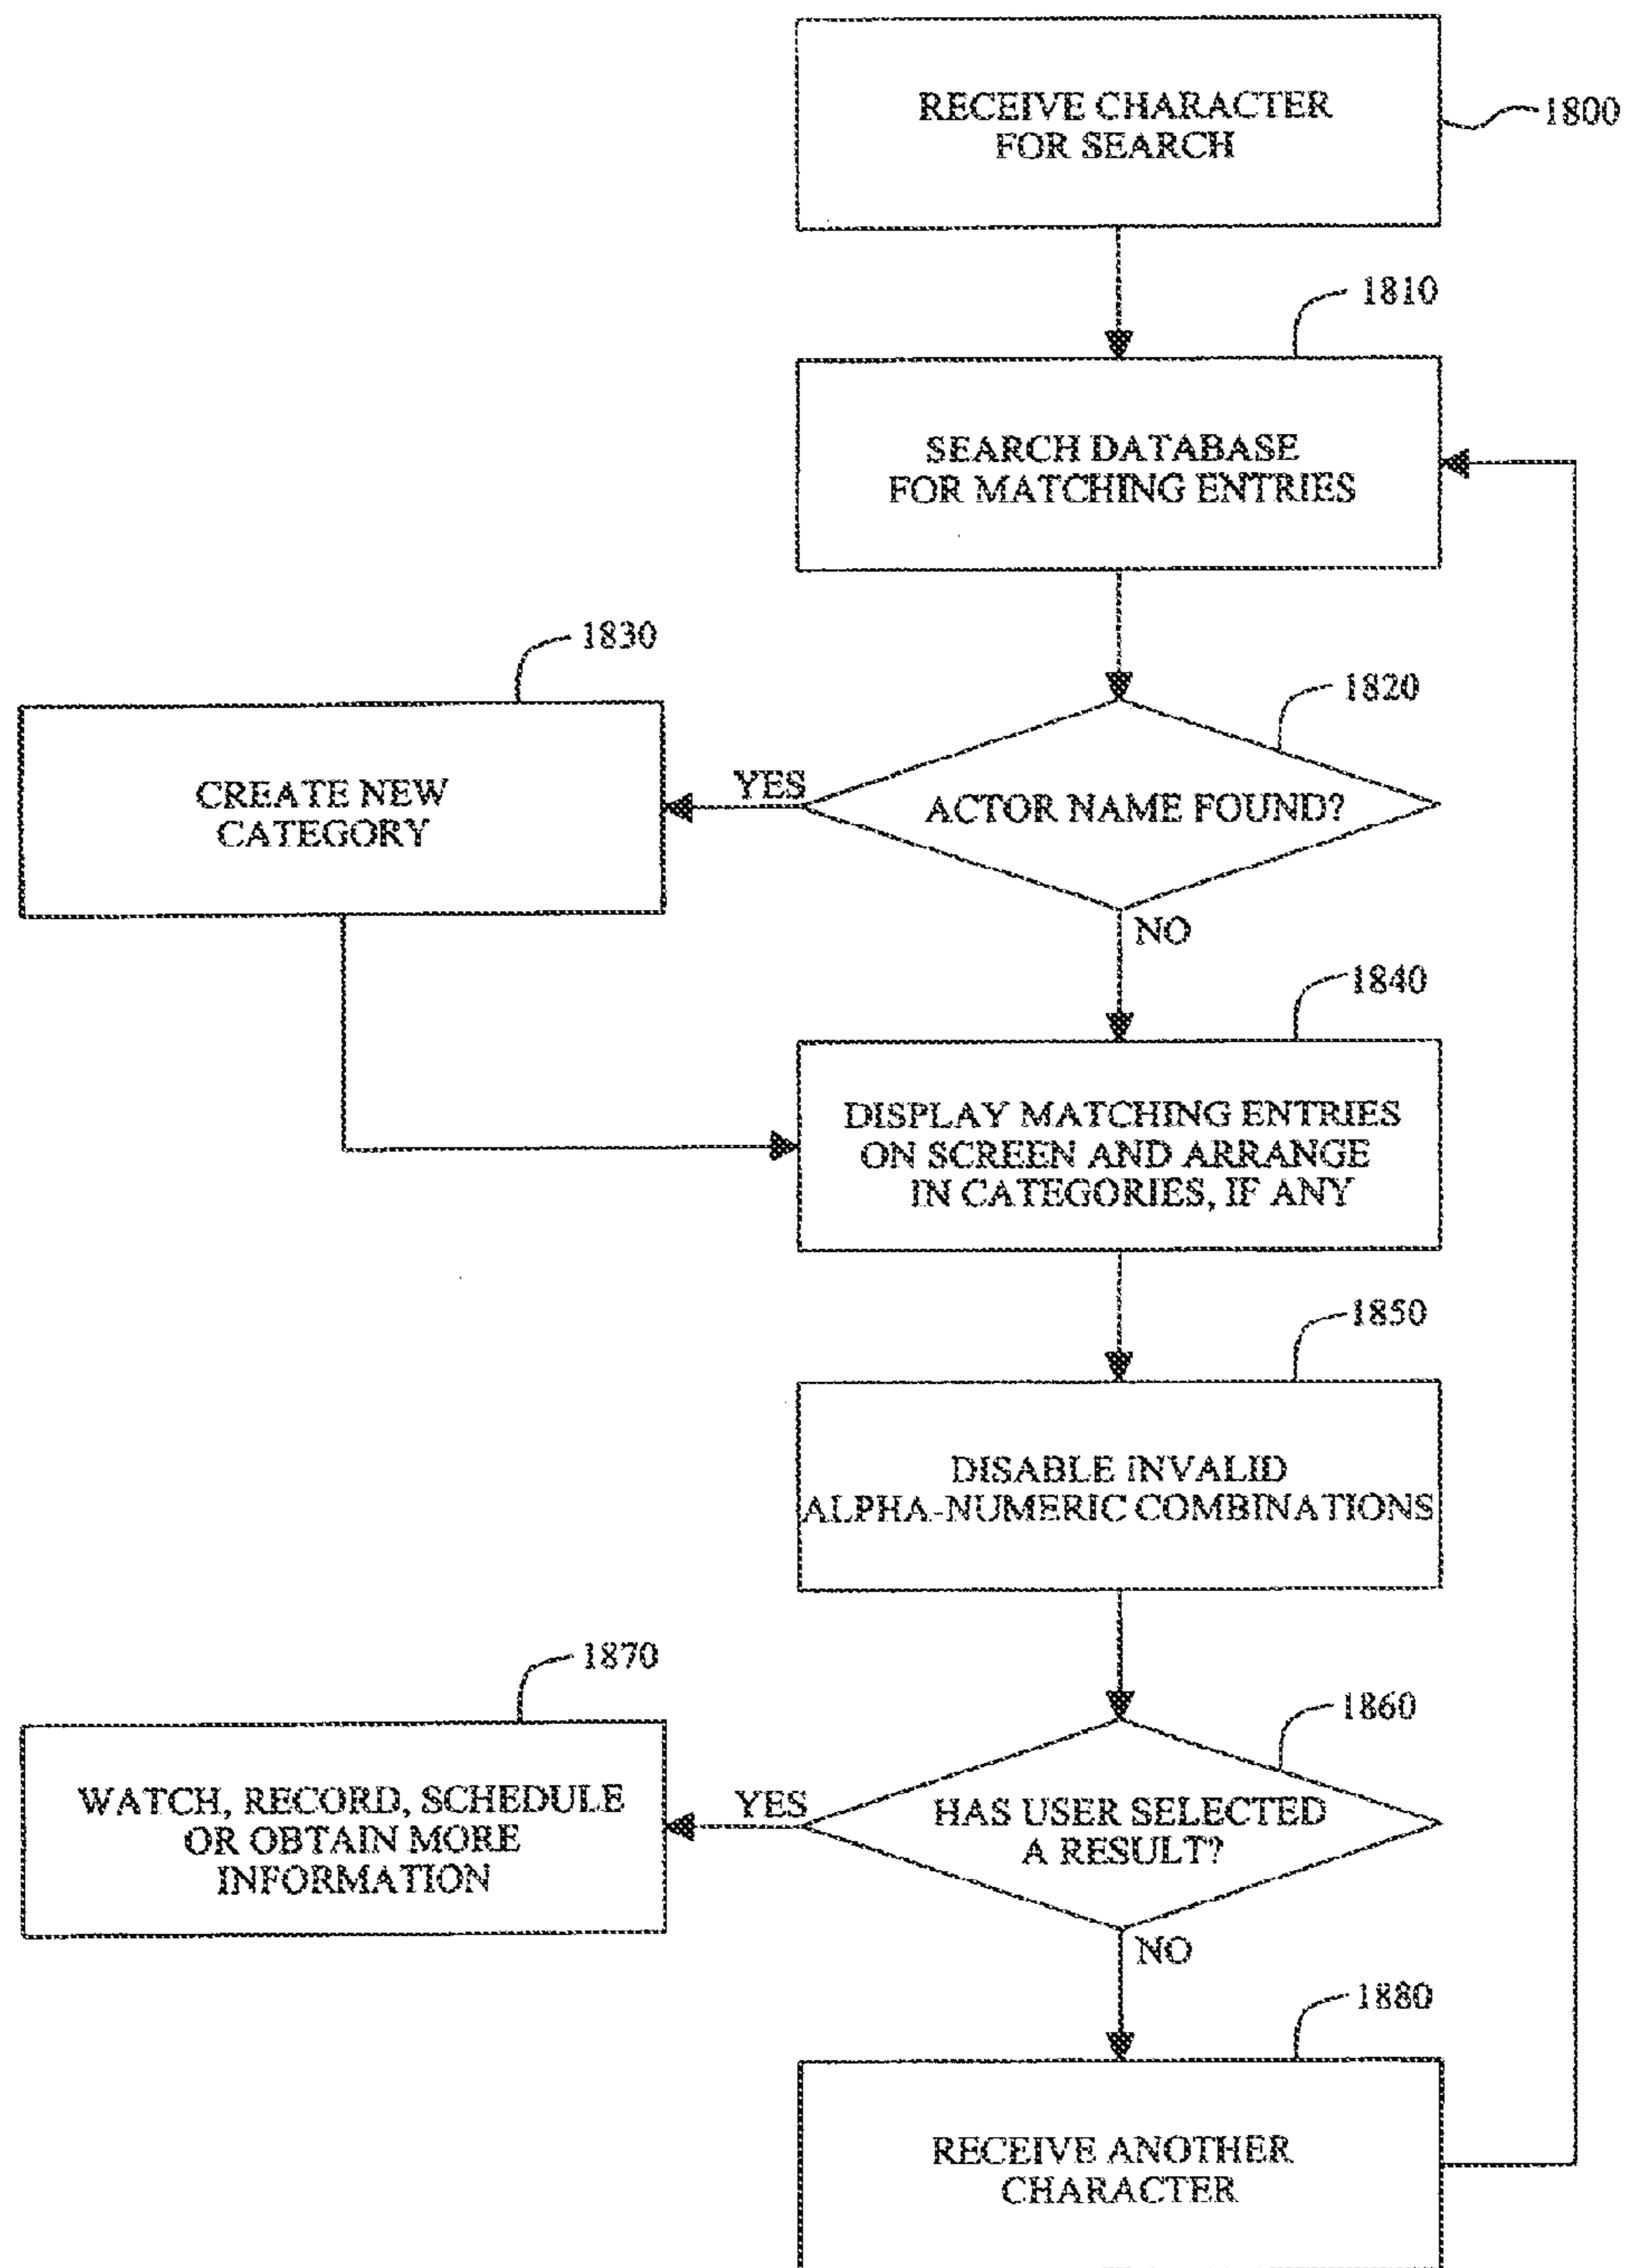 RECEIVE CHARACTER
FOR SEARCH
1800
1810
SEARCH DATABASE
FOR MATCHING ENTRIES
1830
1820
CREATE NEW
CATEGORY
YES
ACTOR NAME FOUND?
NO
1840
DISPLAY MATCHING ENTRIES
ON SCREEN AND ARRANGE
IN CATEGORIES, IF ANY
1850
DISABLE INVALID
ALPHA-NUMERIC COMBINATIONS
1870
1860
WATCH, RECORD, SCHEDULE
OR OBTAIN MORE
INFORMATION
YES
HAS USER SELECTED
A RESULT?
NO
1880
RECEIVE ANOTHER
CHARACTER